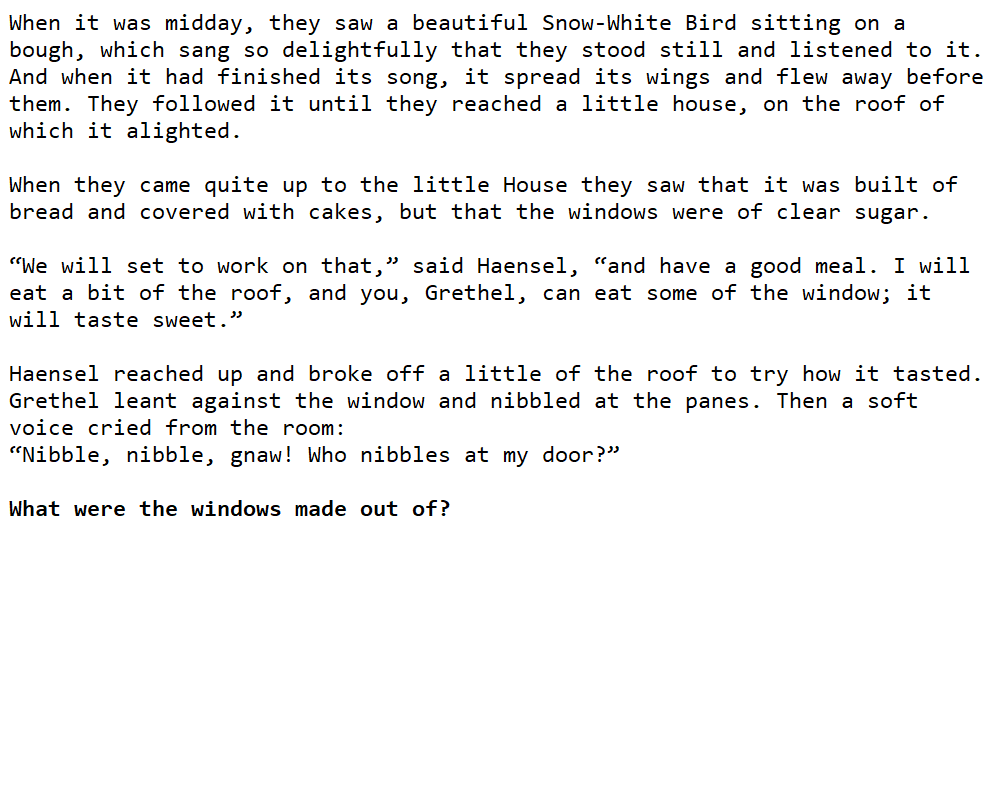 When it was midday, they saw a beautiful Snow-White Bird sitting on a
bough, which sang so delightfully that they stood still and listened to it.
And when it had finished its song, it spread its wings and flew away before
them. They followed it until they reached a little house, on the roof of
which it alighted.
When they came quite up to the little House they saw that it was built of
bread and covered with cakes, but that the windows were of clear sugar.
“We will set to work on that,” said Haensel, “and have a good meal. I will
eat a bit of the roof, and you, Grethel, can eat some of the window; it
will taste sweet.”
Haensel reached up and broke off a little of the roof to try how it tasted.
Grethel leant against the window and nibbled at the panes. Then a soft
voice cried from the room:
“Nibble, nibble, gnaw! Who nibbles at my door?”
What were the windows made out of?